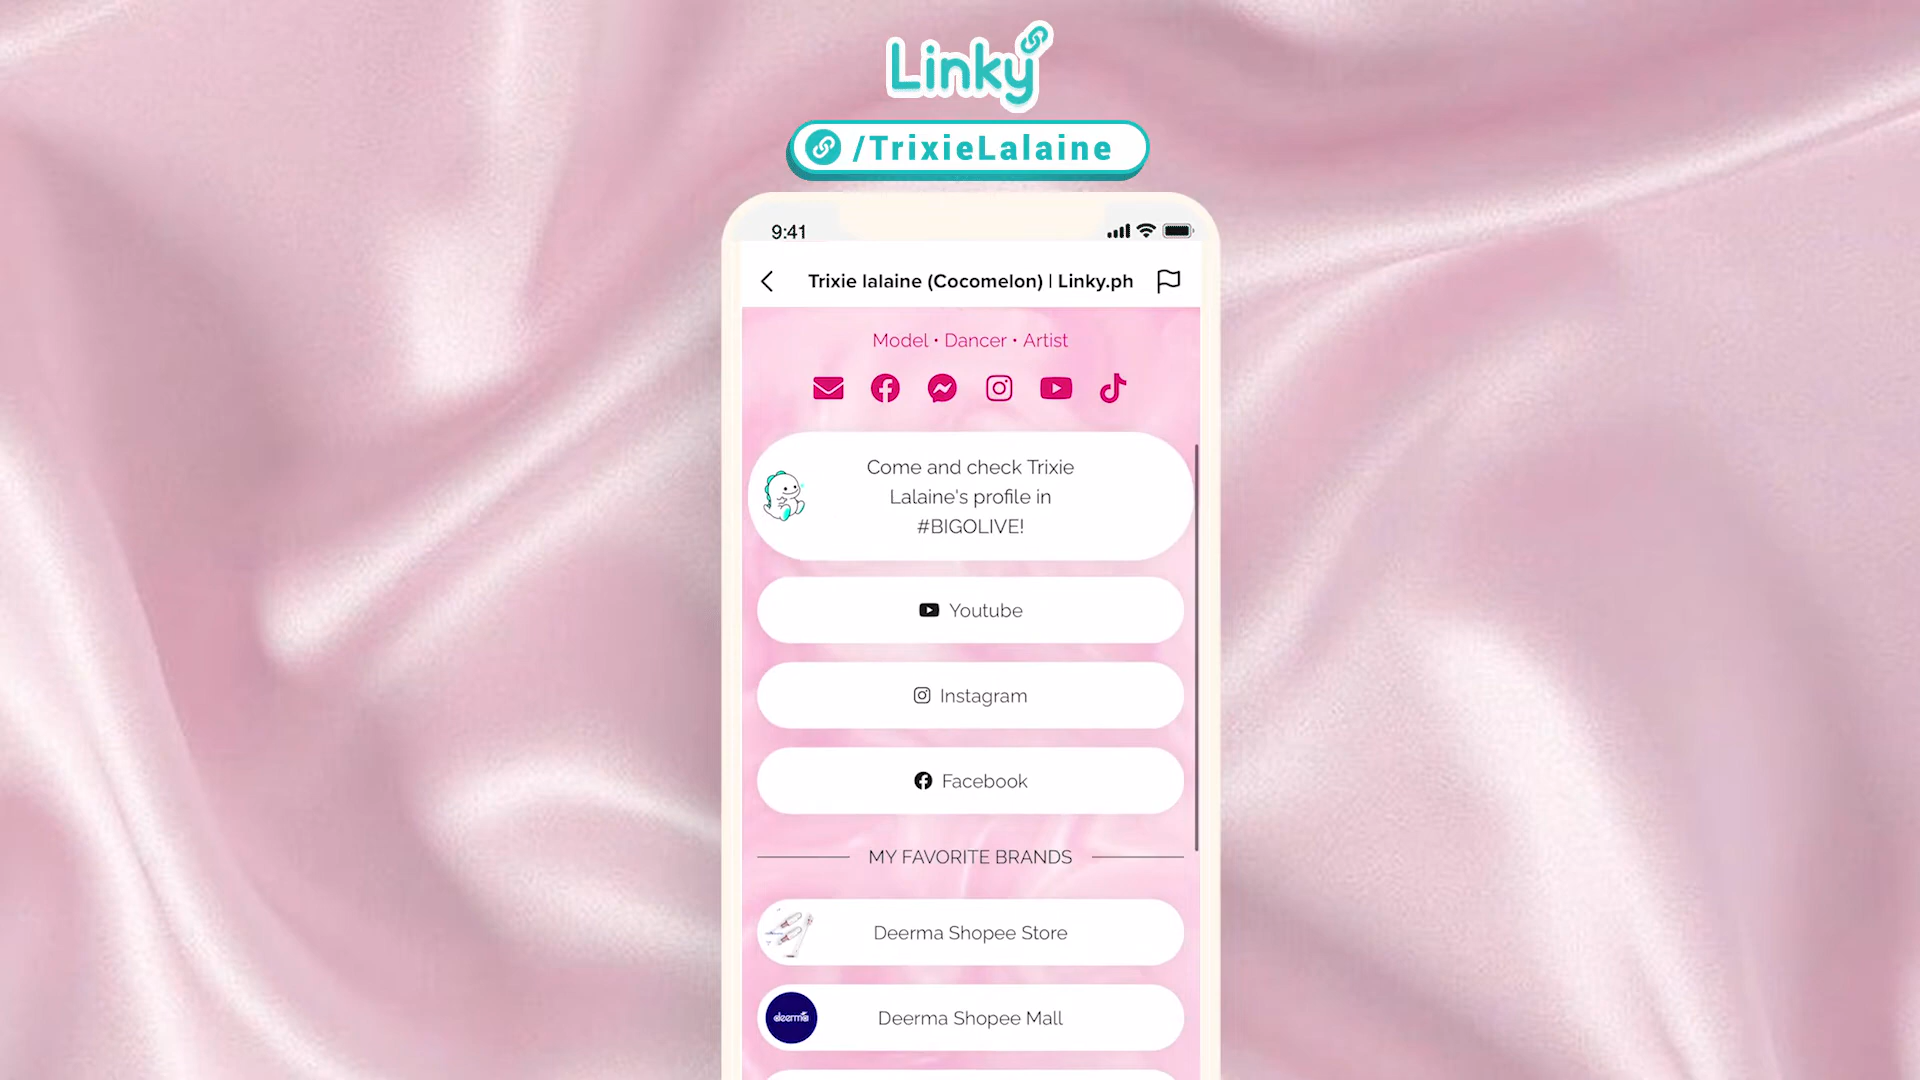 Linky
/TrixieLalaine
9:41
Trixie lalaine (Cocomelon) | Linky.ph
Model • Dancer • Artist
Come and check Trixie
Lalaine's profile in
#BIGOLIVE!
Youtube
Instagram
Facebook
MY FAVORITE BRANDS
Deerma Shopee Store
deerma
Deerma Shopee Mall